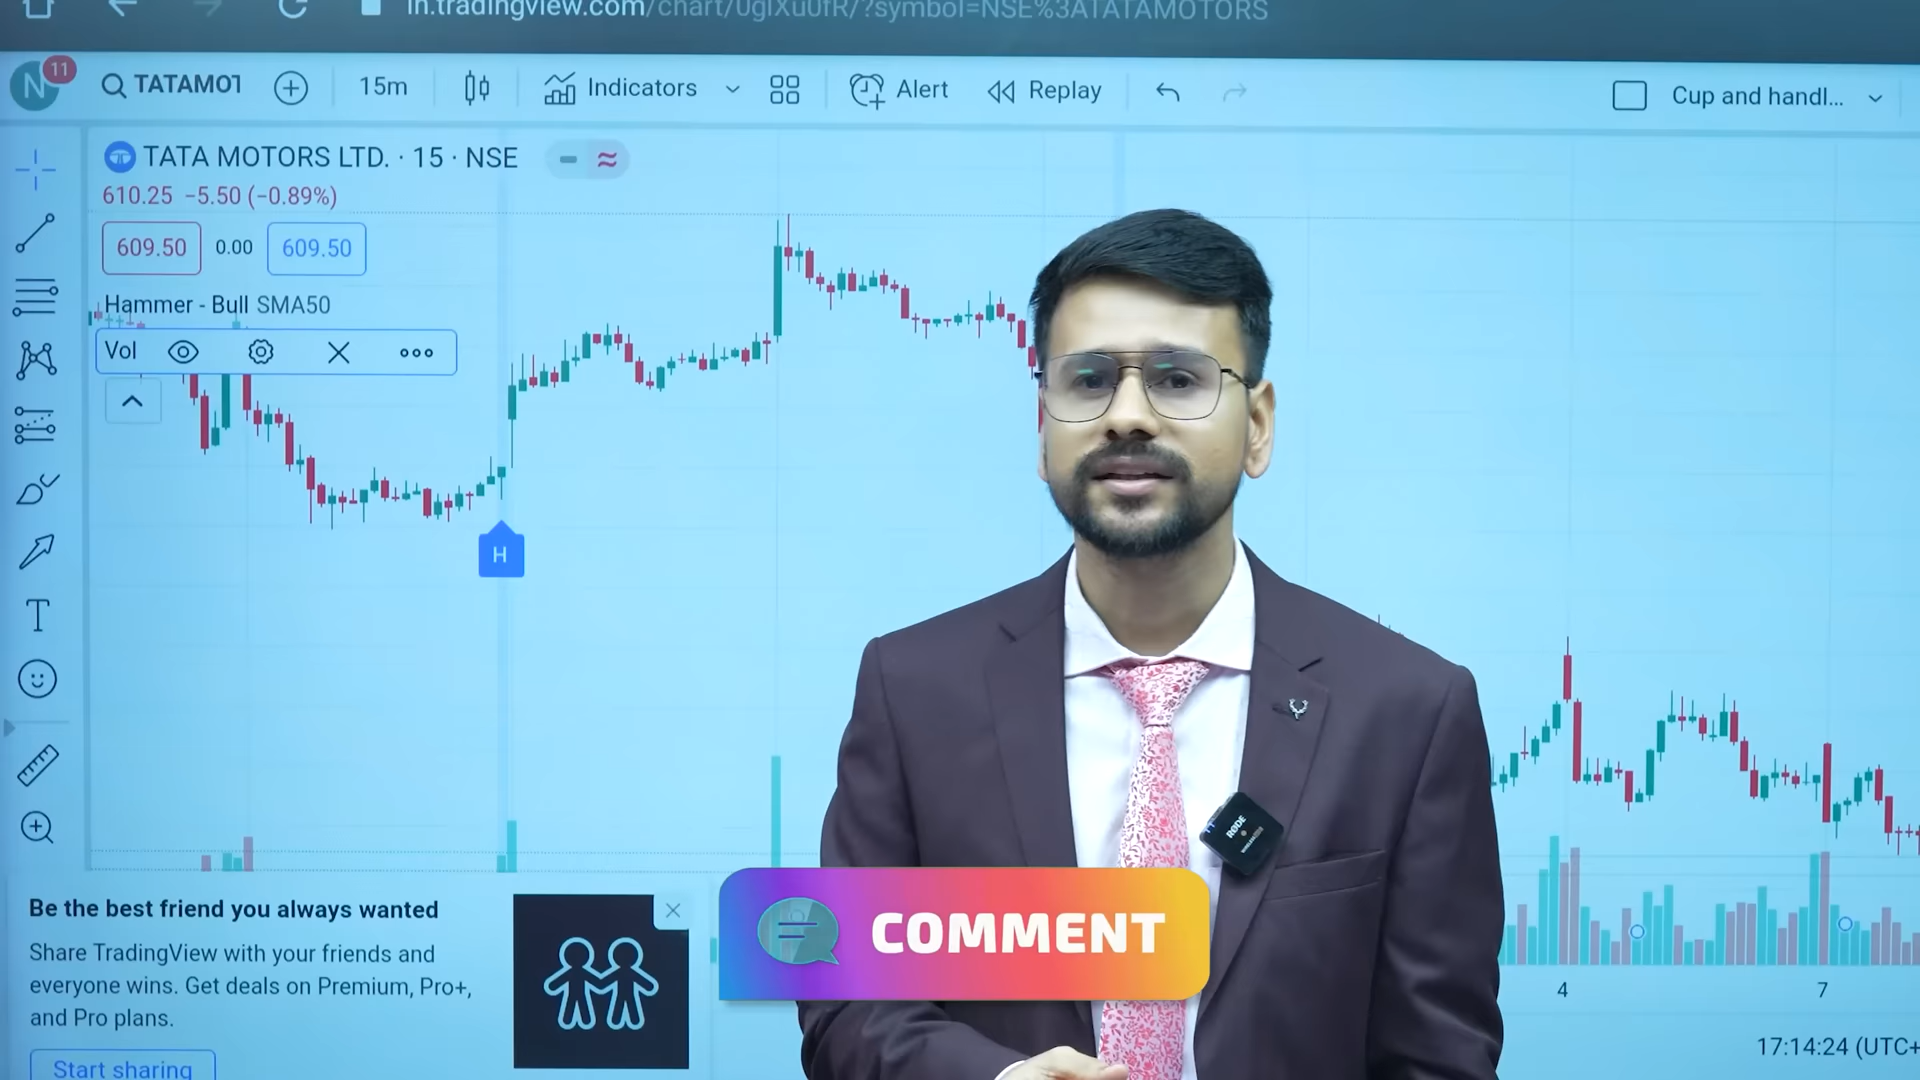 in.tradingview.com/chart/0glXu0fR/?symbol=NSE%3ATATAMOTORS
N
11
TATAMOT
15m
Indicators
Alert
Replay
Cup and handl...
TATA MOTORS LTD. · 15 · NSE
610.25 −5.50 (−0.89%)
609.50
0.00
609.50
Hammer - Bull SMA50
Vol
H
T
RØDE
COMMENT
Be the best friend you always wanted
Share TradingView with your friends and
everyone wins. Get deals on Premium, Pro+,
and Pro plans.
Start sharing
4
7
17:14:24 (UTC+